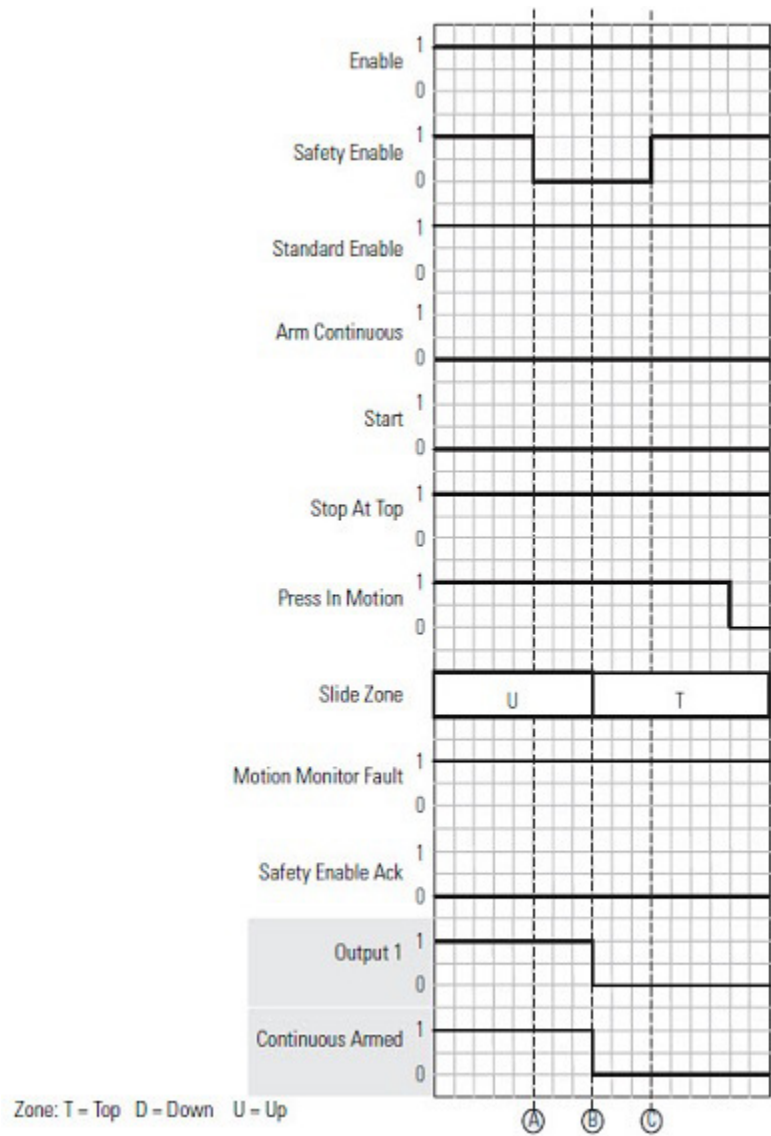 Enable 1
0
Safety Enable 1
0
Standard Enable 1
0
Arm Continuous 1
0
Start 1
0
Stop At Top 1
0
Press In Motion 1
0
Slide Zone U T
Motion Monitor Fault 1
0
Safety Enable Ack 1
0
Output 1 1
0
Continuous Armed 1
0
Zone: T = Top D = Down U = Up
A B C